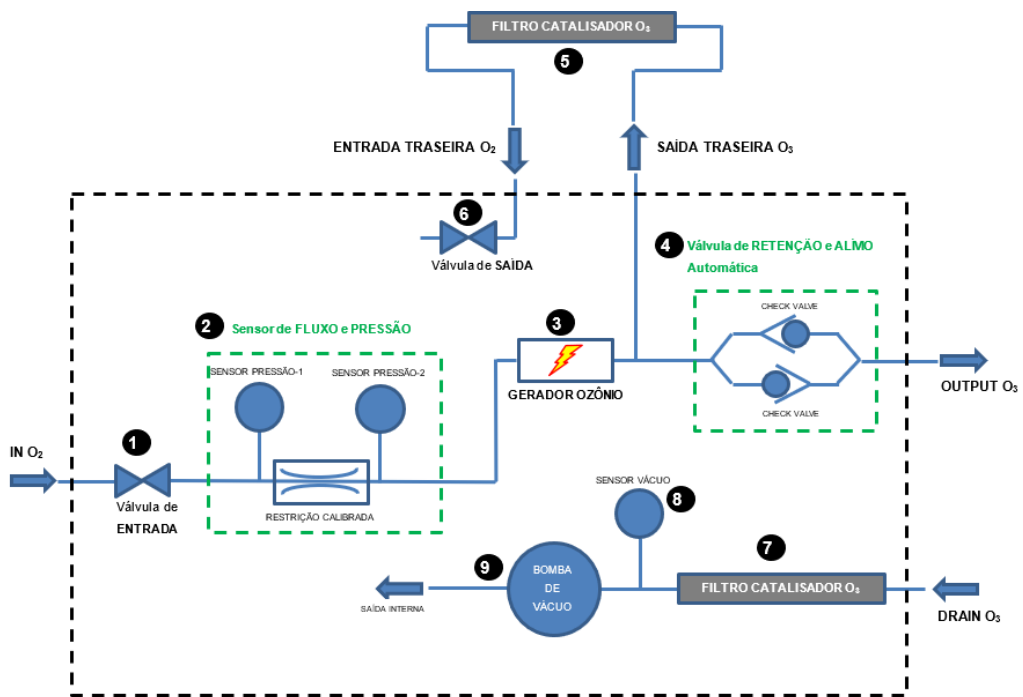 FILTRO CATALISADOR O₃
5
ENTRADA TRASEIRA O₂
SAÍDA TRASEIRA O₃
6
Válvula de SAÍDA
4
Válvula de RETENÇÃO e ALÍMO
Automática
CHECK VALVE
CHECK VALVE
OUTPUT O₃
2
Sensor de FLUXO e PRESSÃO
SENSOR PRESSÃO-1
SENSOR PRESSÃO-2
RESTRIÇÃO CALIBRADA
3
GERADOR OZÔNIO
IN O₂
1
Válvula de
ENTRADA
SENSOR VÁCUO
8
9
BOMBA
DE
VÁCUO
SAÍDA INTERNA
7
FILTRO CATALISADOR O₃
DRAIN O₃